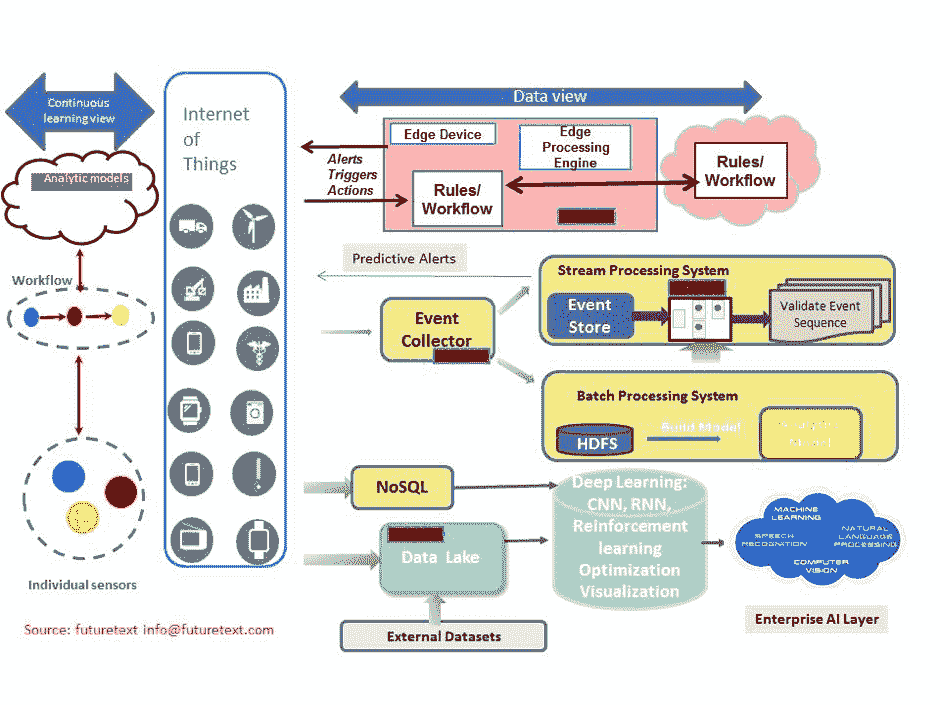 Continuous
learning view
Analytic models
Workflow
Individual sensors
Source: futuretext info@futuretext.com
Internet
of
Things
Data view
Edge Device
Edge
Processing
Engine
Alerts
Triggers
Actions
Rules/
Workflow
Rules/
Workflow
Predictive Alerts
Event
Collector
Stream Processing System
Event
Store
Validate Event
Sequence
Batch Processing System
HDFS
Build Model
NoSQL
Data Lake
External Datasets
Deep Learning:
CNN, RNN,
Reinforcement
learning
Optimization
Visualization
MACHINE
LEARNING
SPEECH
RECOGNITION
NATURAL
LANGUAGE
PROCESSING
COMPUTER
VISION
Enterprise AI Layer